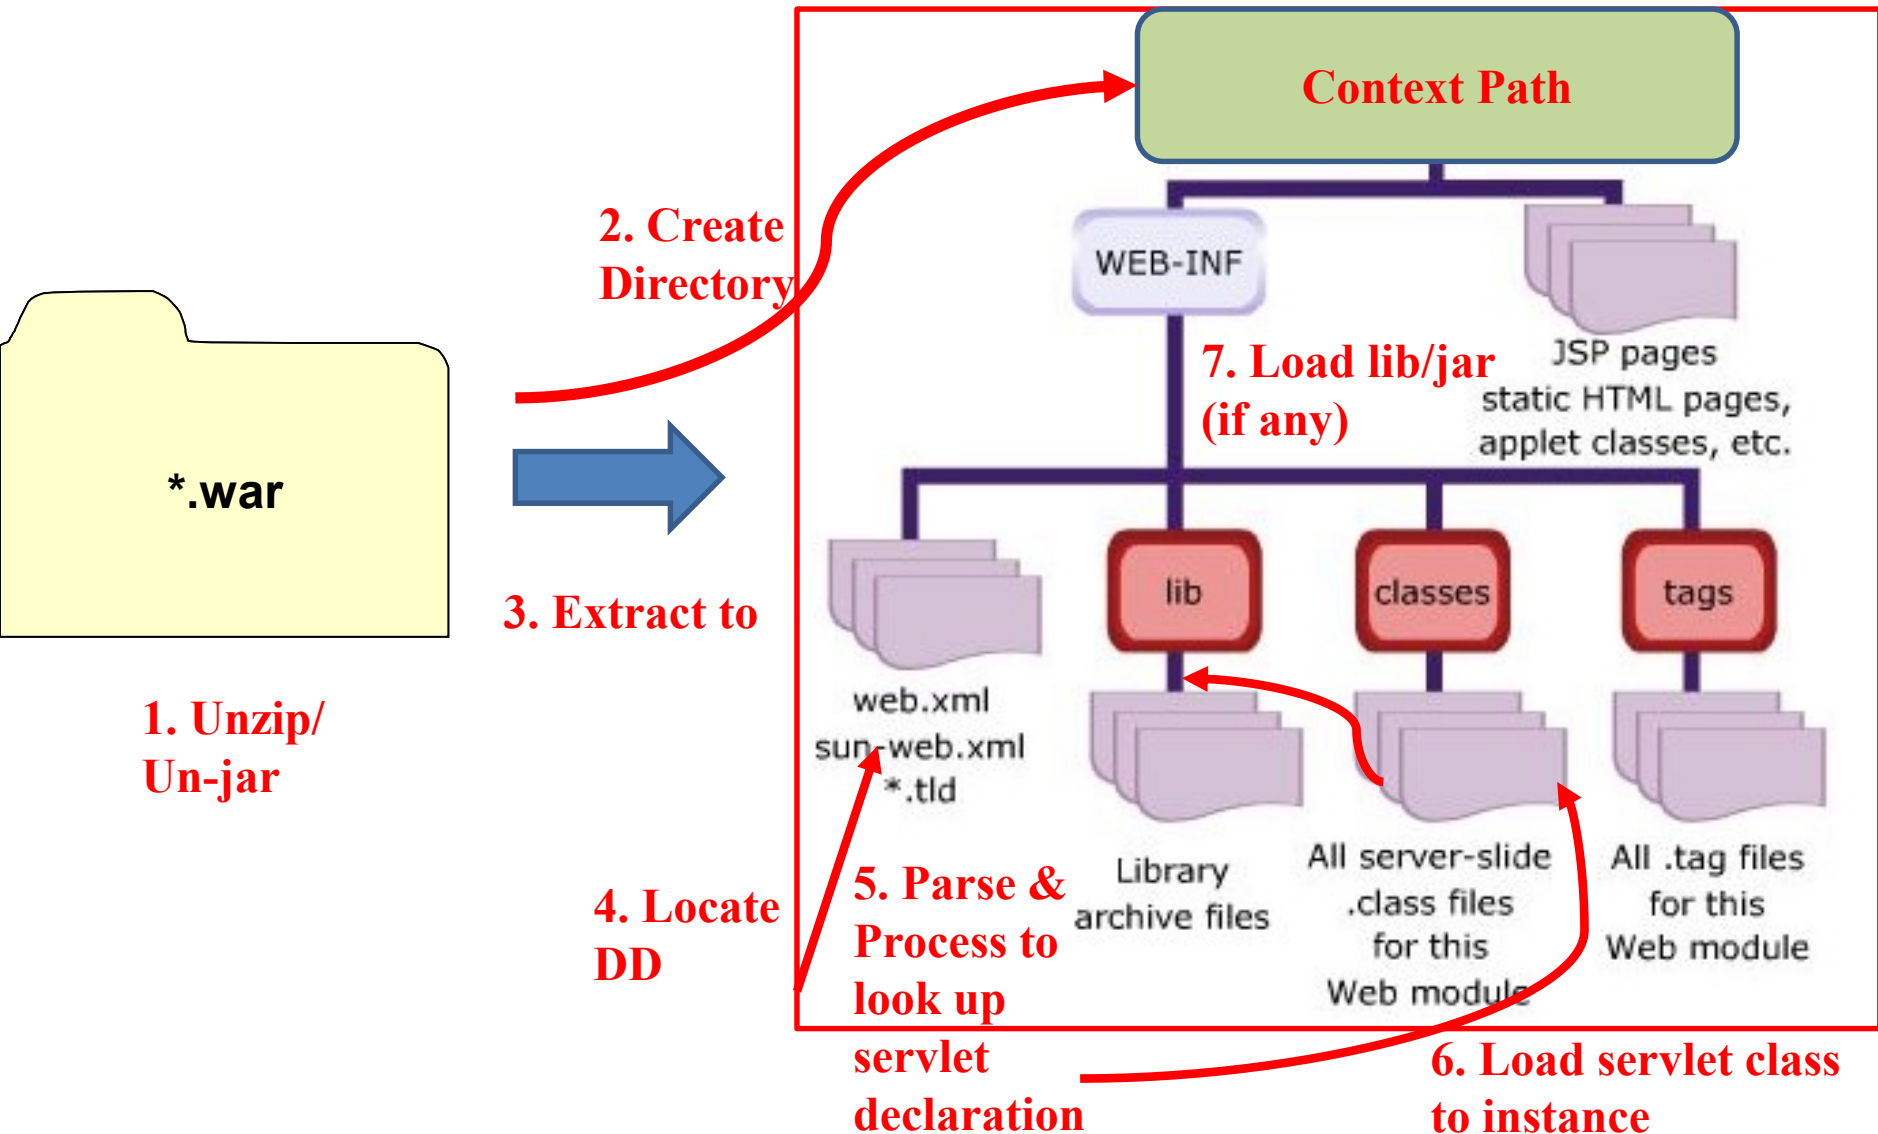 Context Path
2. Create
Directory
WEB-INF
7. Load lib/jar
(if any)
JSP pages
static HTML pages,
applet classes, etc.
*.war
3. Extract to
lib
classes
tags
1. Unzip/
Un-jar
web.xml
sun-web.xml
*.tld
4. Locate
DD
5. Parse &
Process to
look up
servlet
declaration
Library
archive files
All server-slide
.class files
for this
Web module
All .tag files
for this
Web module
6. Load servlet class
to instance